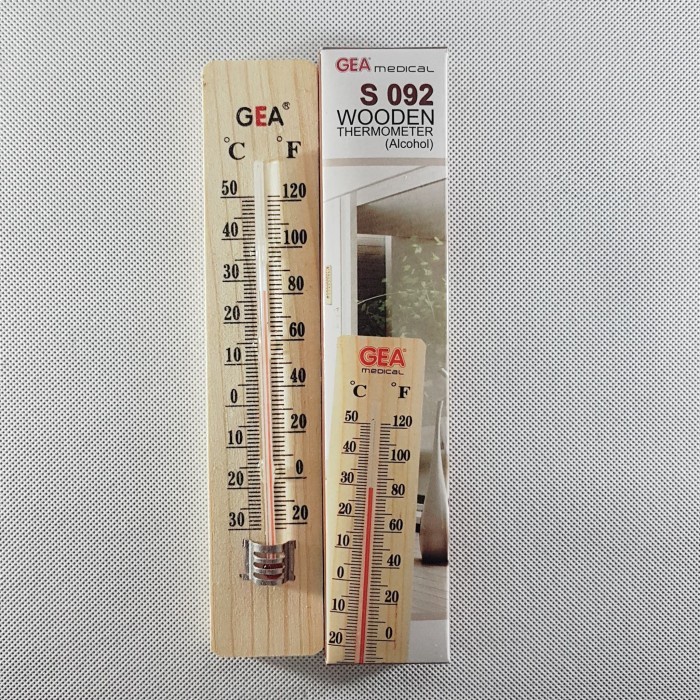 GEA®
°C °F
50 120
40 100
30 80
20 60
10 40
0 20
10 0
20 20
30
GEA medical
S 092
WOODEN
THERMOMETER
(Alcohol)
GEA
medical
°C °F
50 120
40 100
30 80
20 60
10 40
0 20
10 0
20